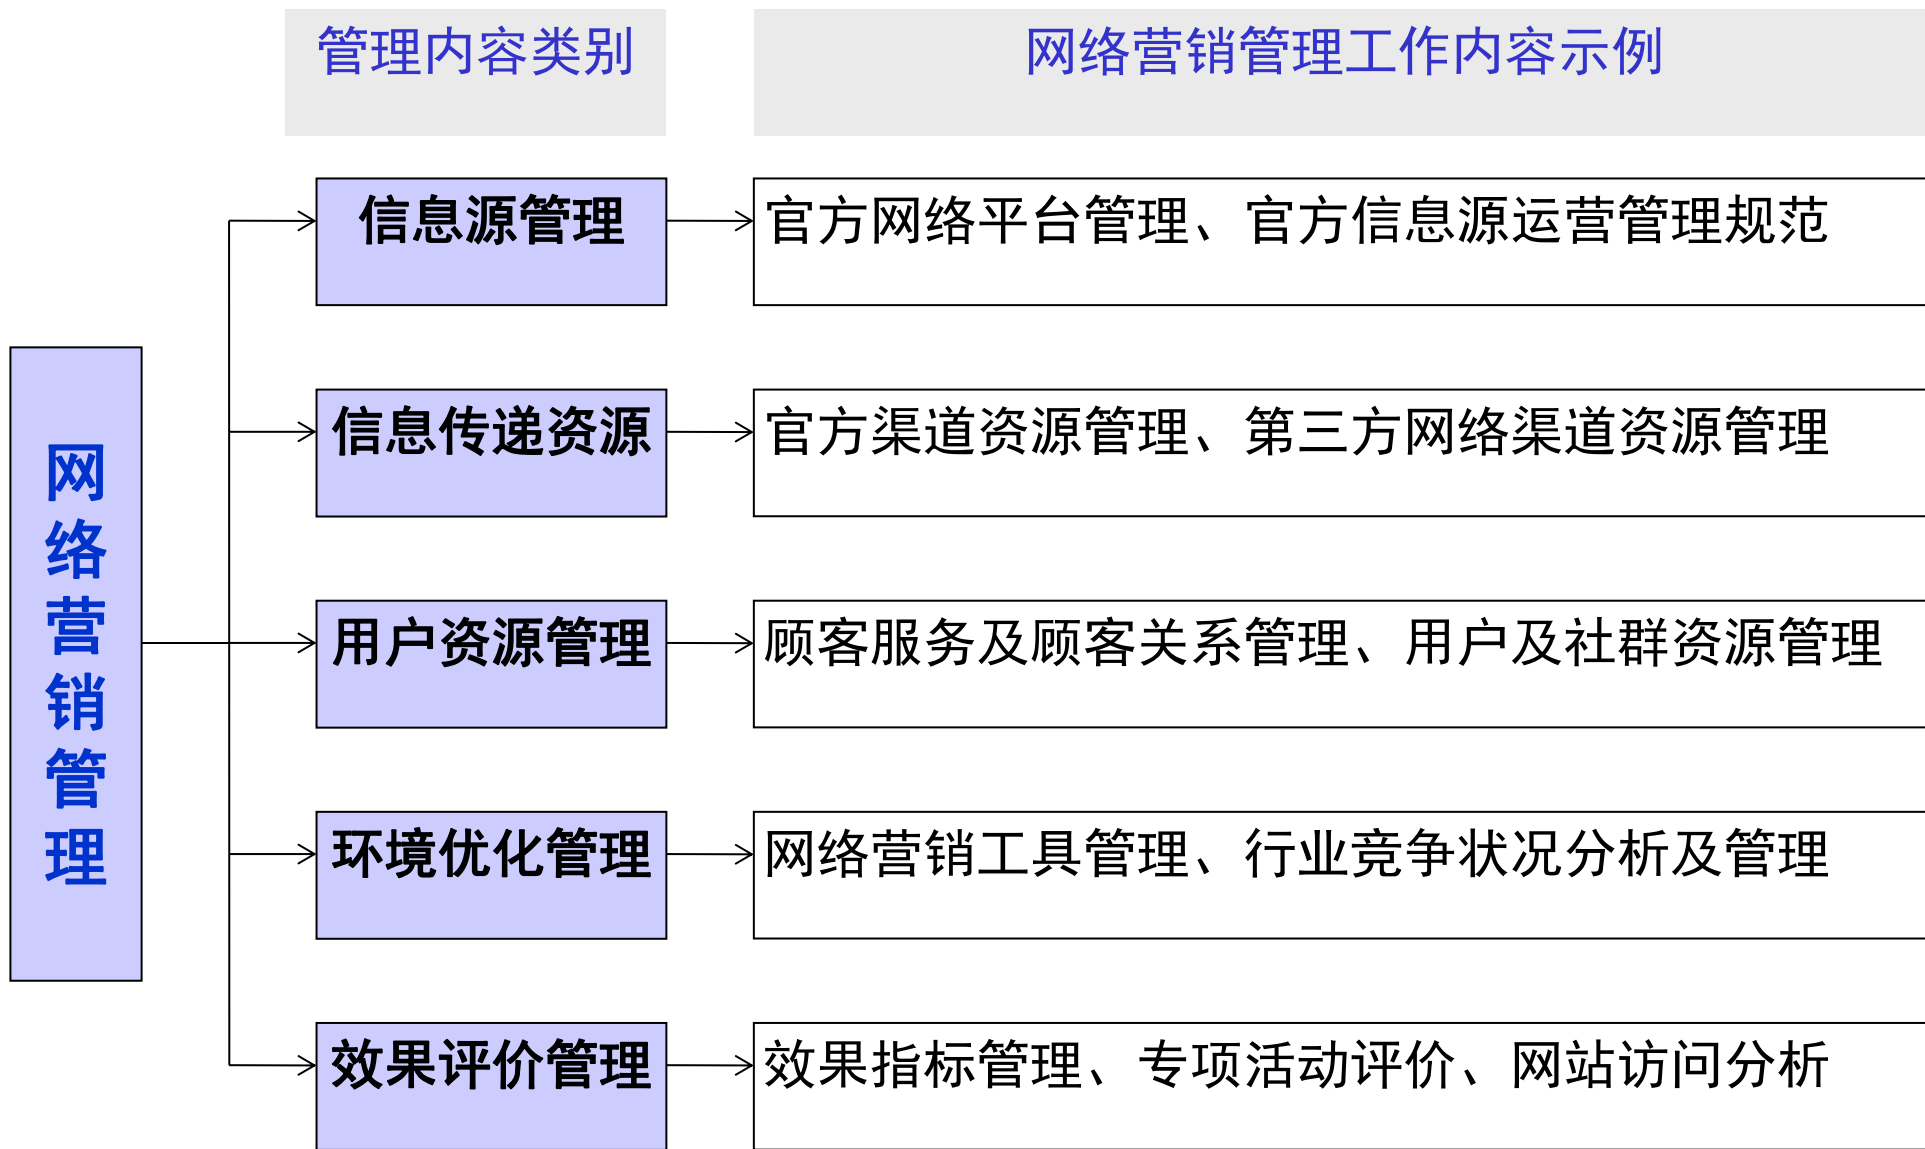 管理内容类别
网络营销管理工作内容示例
网络营销管理
信息源管理
官方网络平台管理、官方信息源运营管理规范
信息传递资源
官方渠道资源管理、第三方网络渠道资源管理
用户资源管理
顾客服务及顾客关系管理、用户及社群资源管理
环境优化管理
网络营销工具管理、行业竞争状况分析及管理
效果评价管理
效果指标管理、专项活动评价、网站访问分析